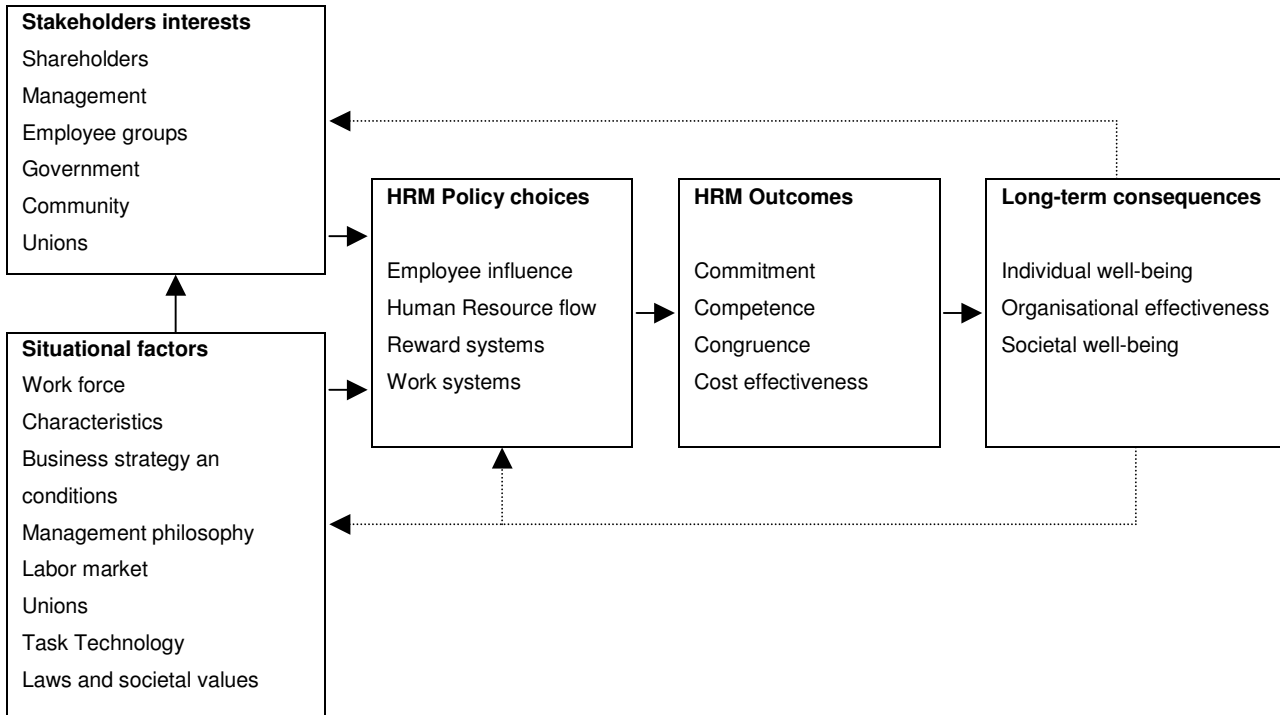 Stakeholders interests
Shareholders
Management
Employee groups
Government
Community
Unions
HRM Policy choices
Employee influence
Human Resource flow
Reward systems
Work systems
HRM Outcomes
Commitment
Competence
Congruence
Cost effectiveness
Long-term consequences
Individual well-being
Organisational effectiveness
Societal well-being
Situational factors
Work force
Characteristics
Business strategy an
conditions
Management philosophy
Labor market
Unions
Task Technology
Laws and societal values